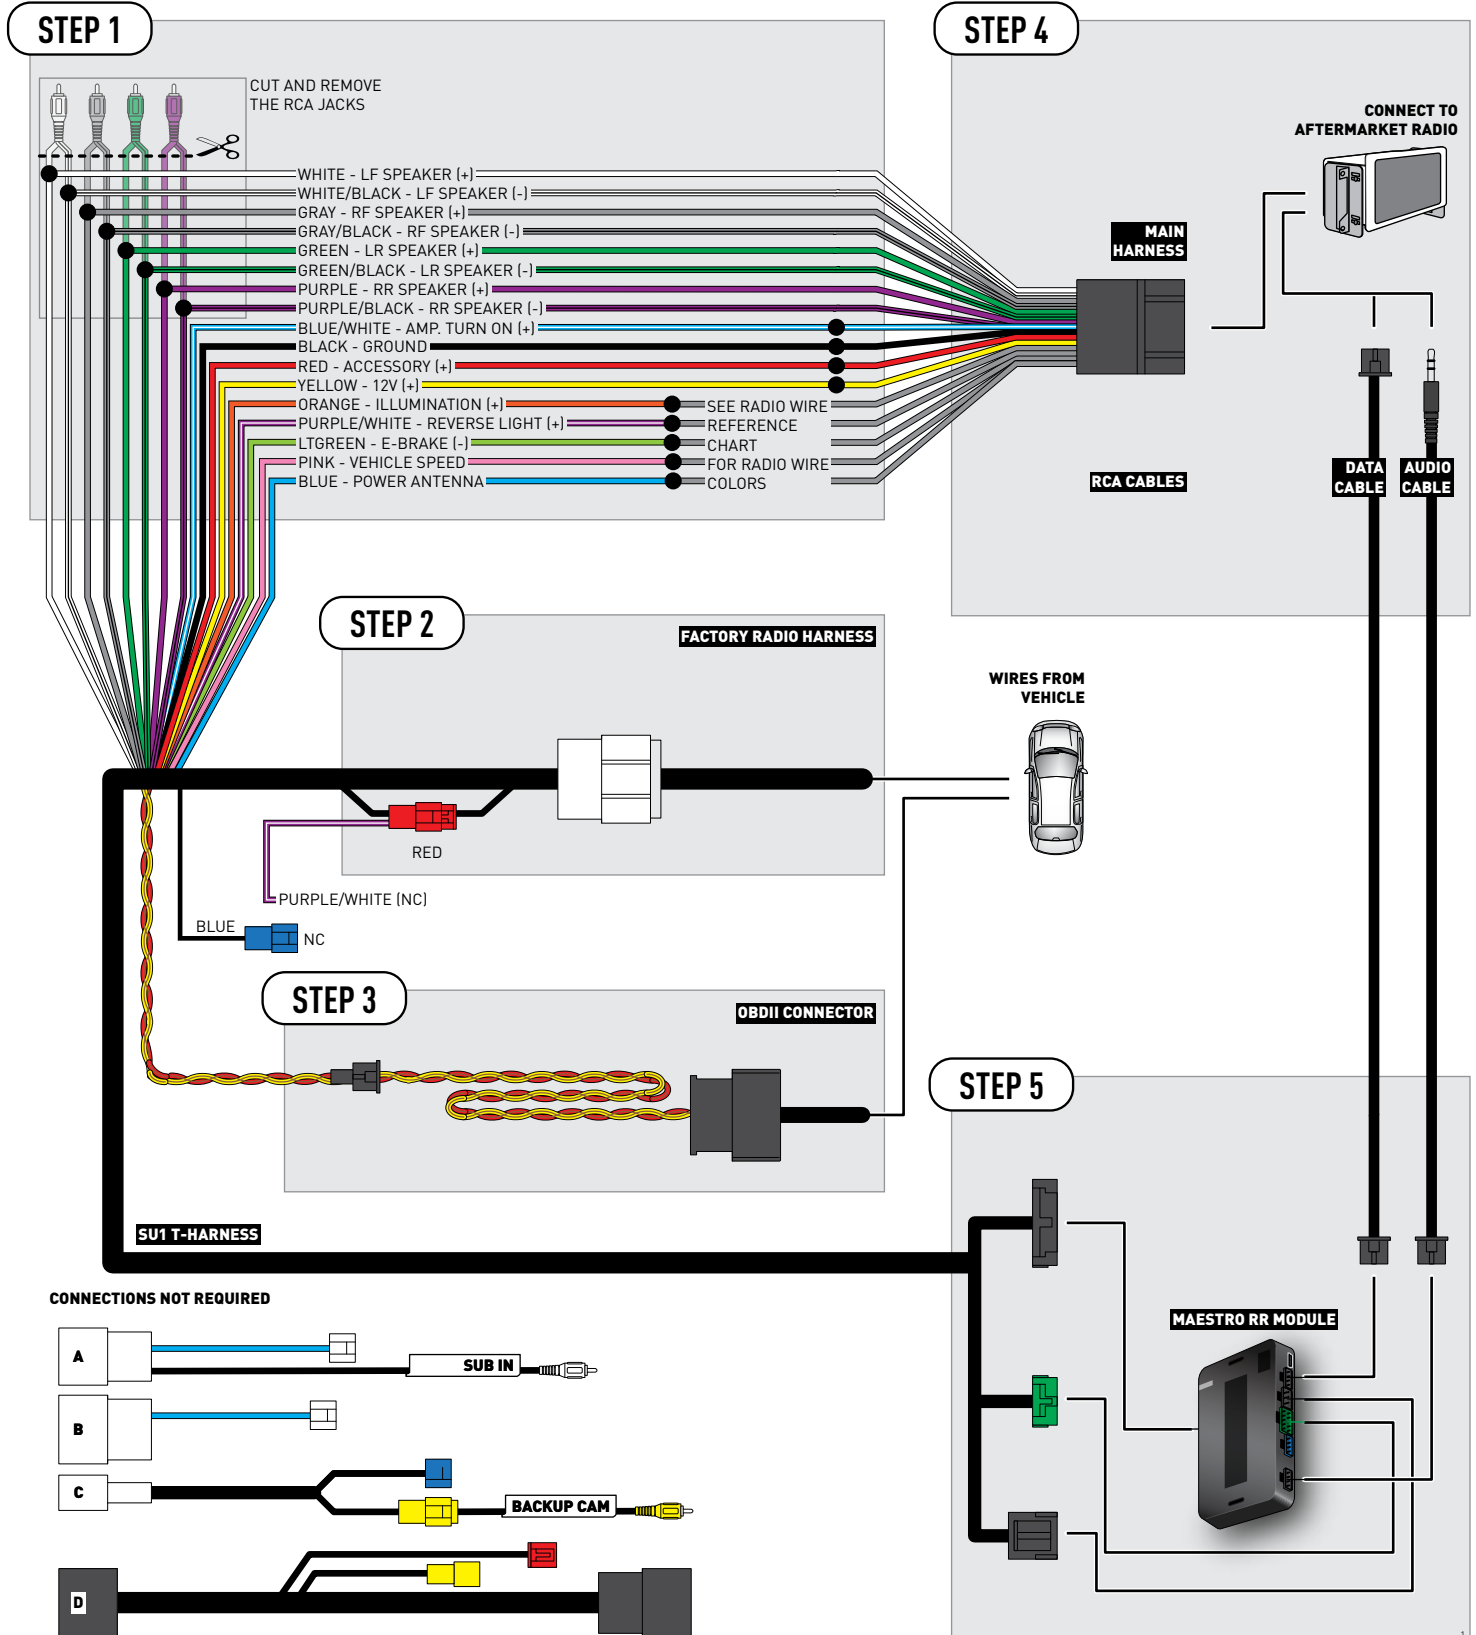 STEP 1
CUT AND REMOVE
THE RCA JACKS
WHITE - LF SPEAKER (+)
WHITE/BLACK - LF SPEAKER (-)
GRAY - RF SPEAKER (+)
GRAY/BLACK - RF SPEAKER (-)
GREEN - LR SPEAKER (+)
GREEN/BLACK - LR SPEAKER (-)
PURPLE - RR SPEAKER (+)
PURPLE/BLACK - RR SPEAKER (-)
BLUE/WHITE - AMP. TURN ON (+)
BLACK - GROUND
RED - ACCESSORY (+)
YELLOW - 12V (+)
ORANGE - ILLUMINATION (+)
PURPLE/WHITE - REVERSE LIGHT (+)
LTGREEN - E-BRAKE (-)
PINK - VEHICLE SPEED
BLUE - POWER ANTENNA
SEE RADIO WIRE
REFERENCE
CHART
FOR RADIO WIRE
COLORS
STEP 4
CONNECT TO
AFTERMARKET RADIO
MAIN
HARNESS
RCA CABLES
DATA
CABLE
AUDIO
CABLE
STEP 2
FACTORY RADIO HARNESS
WIRES FROM
VEHICLE
RED
PURPLE/WHITE (NC)
BLUE
NC
STEP 3
OBDII CONNECTOR
STEP 5
SU1 T-HARNESS
MAESTRO RR MODULE
CONNECTIONS NOT REQUIRED
A
SUB IN
B
C
BACKUP CAM
D